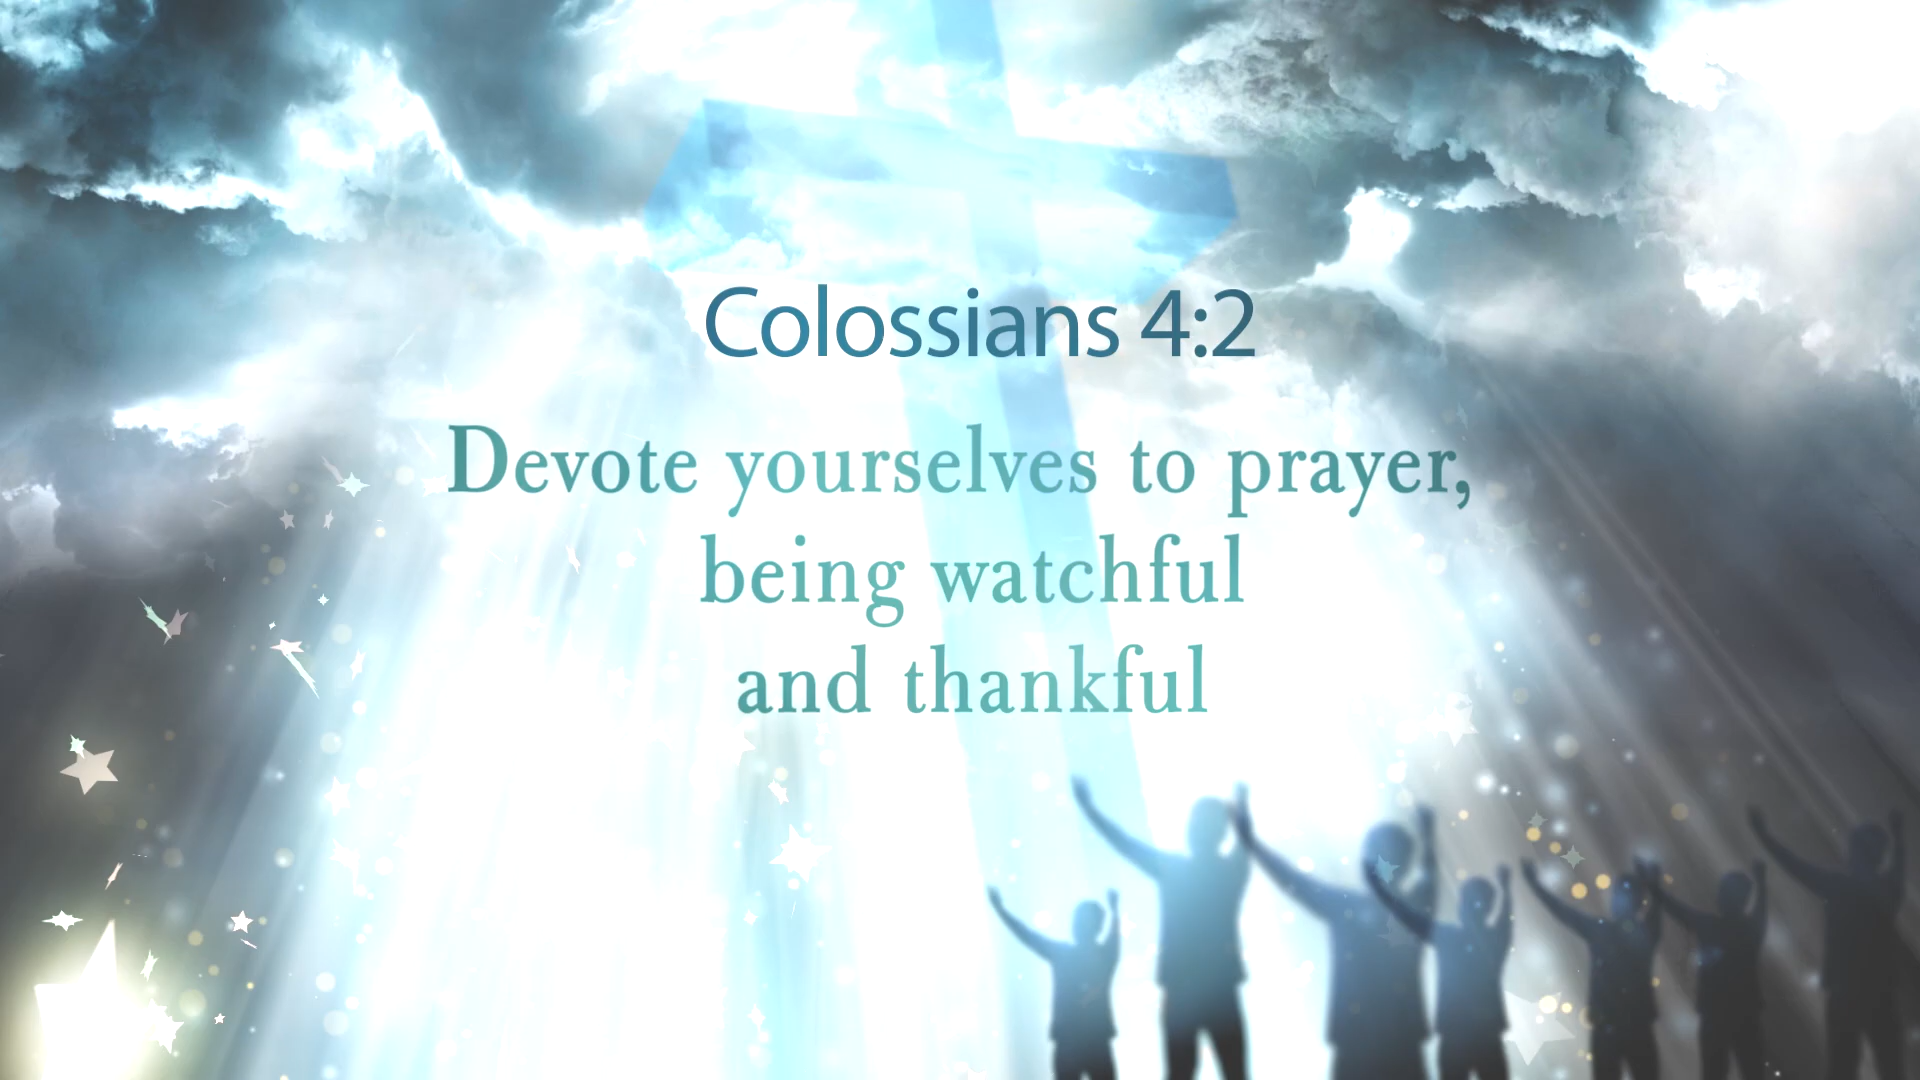 Colossians 4:2
Devote yourselves to prayer,
being watchful
and thankful